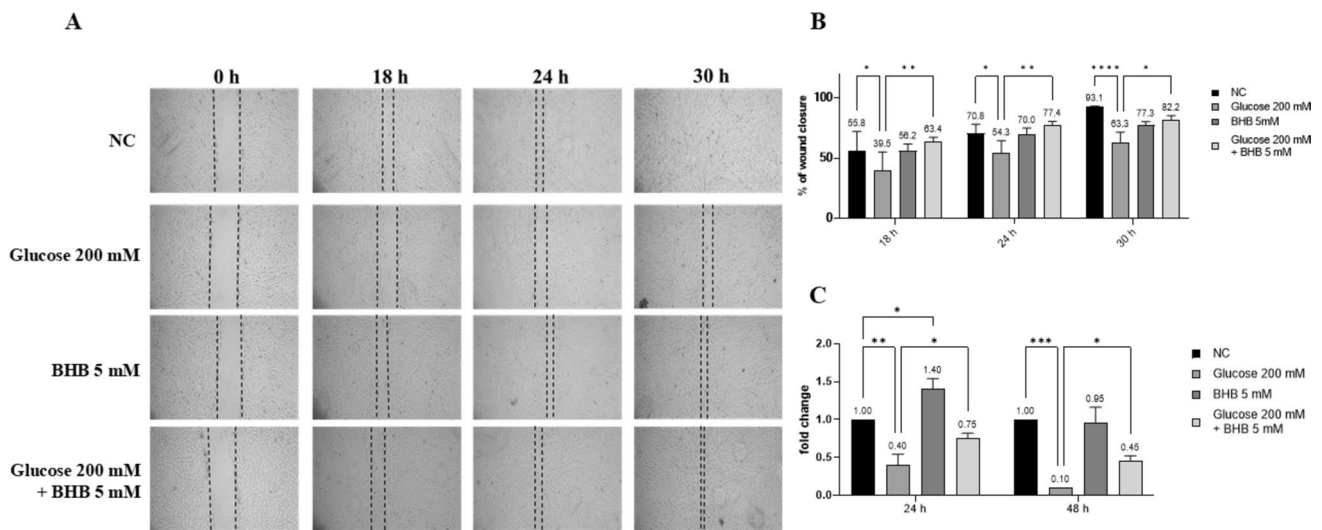 A
0 h
18 h
24 h
30 h
NC
Glucose 200 mM
BHB 5 mM
Glucose 200 mM
+ BHB 5 mM
B
% of wound closure
100
50
0
* ** * ** **** *
55.8
39.5
56.2
63.4
70.8
54.3
70.0
77.4
93.1
63.3
77.3
82.2
18 h
24 h
30 h
NC
Glucose 200 mM
BHB 5mM
Glucose 200 mM
+ BHB 5 mM
C
fold change
2.0
1.5
1.0
0.5
0.0
*
** * *** *
1.00
0.40
1.40
0.75
1.00
0.10
0.95
0.45
24 h
48 h
NC
Glucose 200 mM
BHB 5 mM
Glucose 200 mM
+ BHB 5 mM